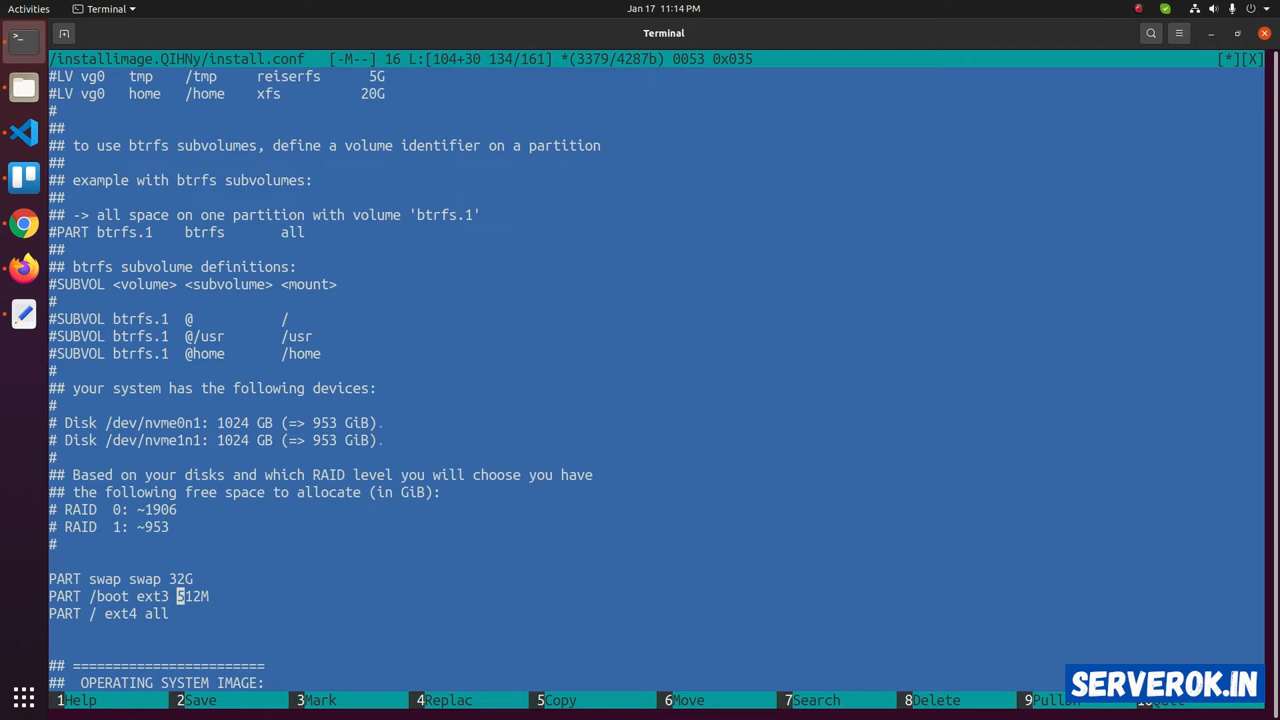 Activities
Terminal
Jan 17 11:14 PM
Terminal
/installimage.QIHNy/install.conf [-M--] 16 L:[104+30 134/161] *(3379/4287b) 0053 0x035 [*][X]
#LV vg0 tmp /tmp reiserfs 5G
#LV vg0 home /home xfs 20G
#
##
## to use btrfs subvolumes, define a volume identifier on a partition
##
## example with btrfs subvolumes:
##
## -> all space on one partition with volume 'btrfs.1'
#PART btrfs.1 btrfs all
##
## btrfs subvolume definitions:
#SUBVOL <volume> <subvolume> <mount>
#
#SUBVOL btrfs.1 @ /
#SUBVOL btrfs.1 @/usr /usr
#SUBVOL btrfs.1 @home /home
#
## your system has the following devices:
#
# Disk /dev/nvme0n1: 1024 GB (=> 953 GiB).
# Disk /dev/nvme1n1: 1024 GB (=> 953 GiB).
#
## Based on your disks and which RAID level you will choose you have
## the following free space to allocate (in GiB):
# RAID 0: ~1906
# RAID 1: ~953
#
PART swap swap 32G
PART /boot ext3 512M
PART / ext4 all
## ========================
## OPERATING SYSTEM IMAGE:
1Help 2Save 3Mark 4Replac 5Copy 6Move 7Search 8Delete
SERVEROK.IN